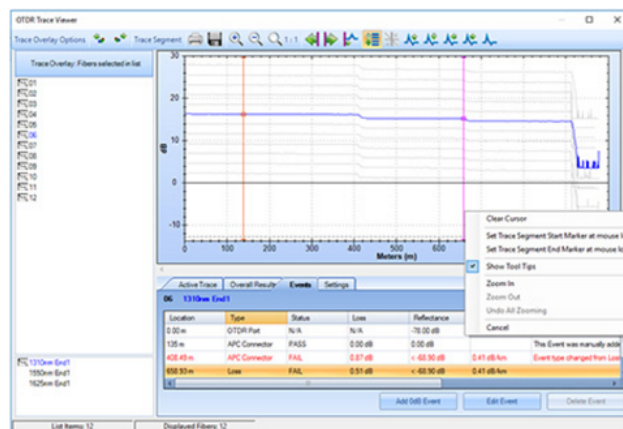 OTDR Trace Viewer
Trace Overlay Options Trace Segment 1:1
Trace Overlay: Fibers selected in list
01
02
03
04
05
06
07
08
09
10
11
12
30
20
10
0
-10
dB
0 100 200 300 400 500 600
Meters (m)
Clear Cursor
Set Trace Segment Start Marker at mouse
Set Trace Segment End Marker at mouse
Show Tool Tips
Zoom In
Zoom Out
Undo All Zooming
Cancel
Active Trace Overall Results Events Settings
06 1310nm End1
Location Type Status Loss Reflectance
0.00 m OTDR Port N/A N/A -78.00 dB
135 m APC Connector PASS 0.00 dB 0.00 dB This Event was manually adde
408.49 m APC Connector FAIL 0.87 dB < -68.90 dB 0.41 dB/km Event type changed from Loss
658.93 m Loss FAIL 0.51 dB < -68.90 dB 0.41 dB/km
1310nm End1
1550nm End1
1625nm End1
Add 0dB Event Edit Event Delete Event
List Items: 12 Displayed Fibers: 12